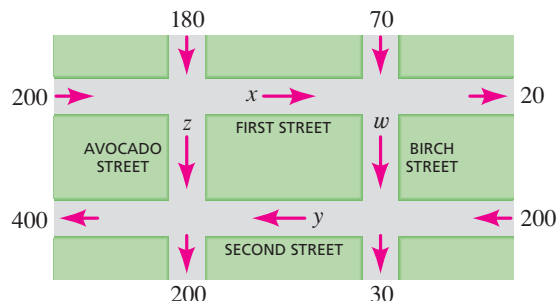 180 70
200 x 20
z FIRST STREET w
AVOCADO STREET BIRCH STREET
400 y 200
SECOND STREET
200 30